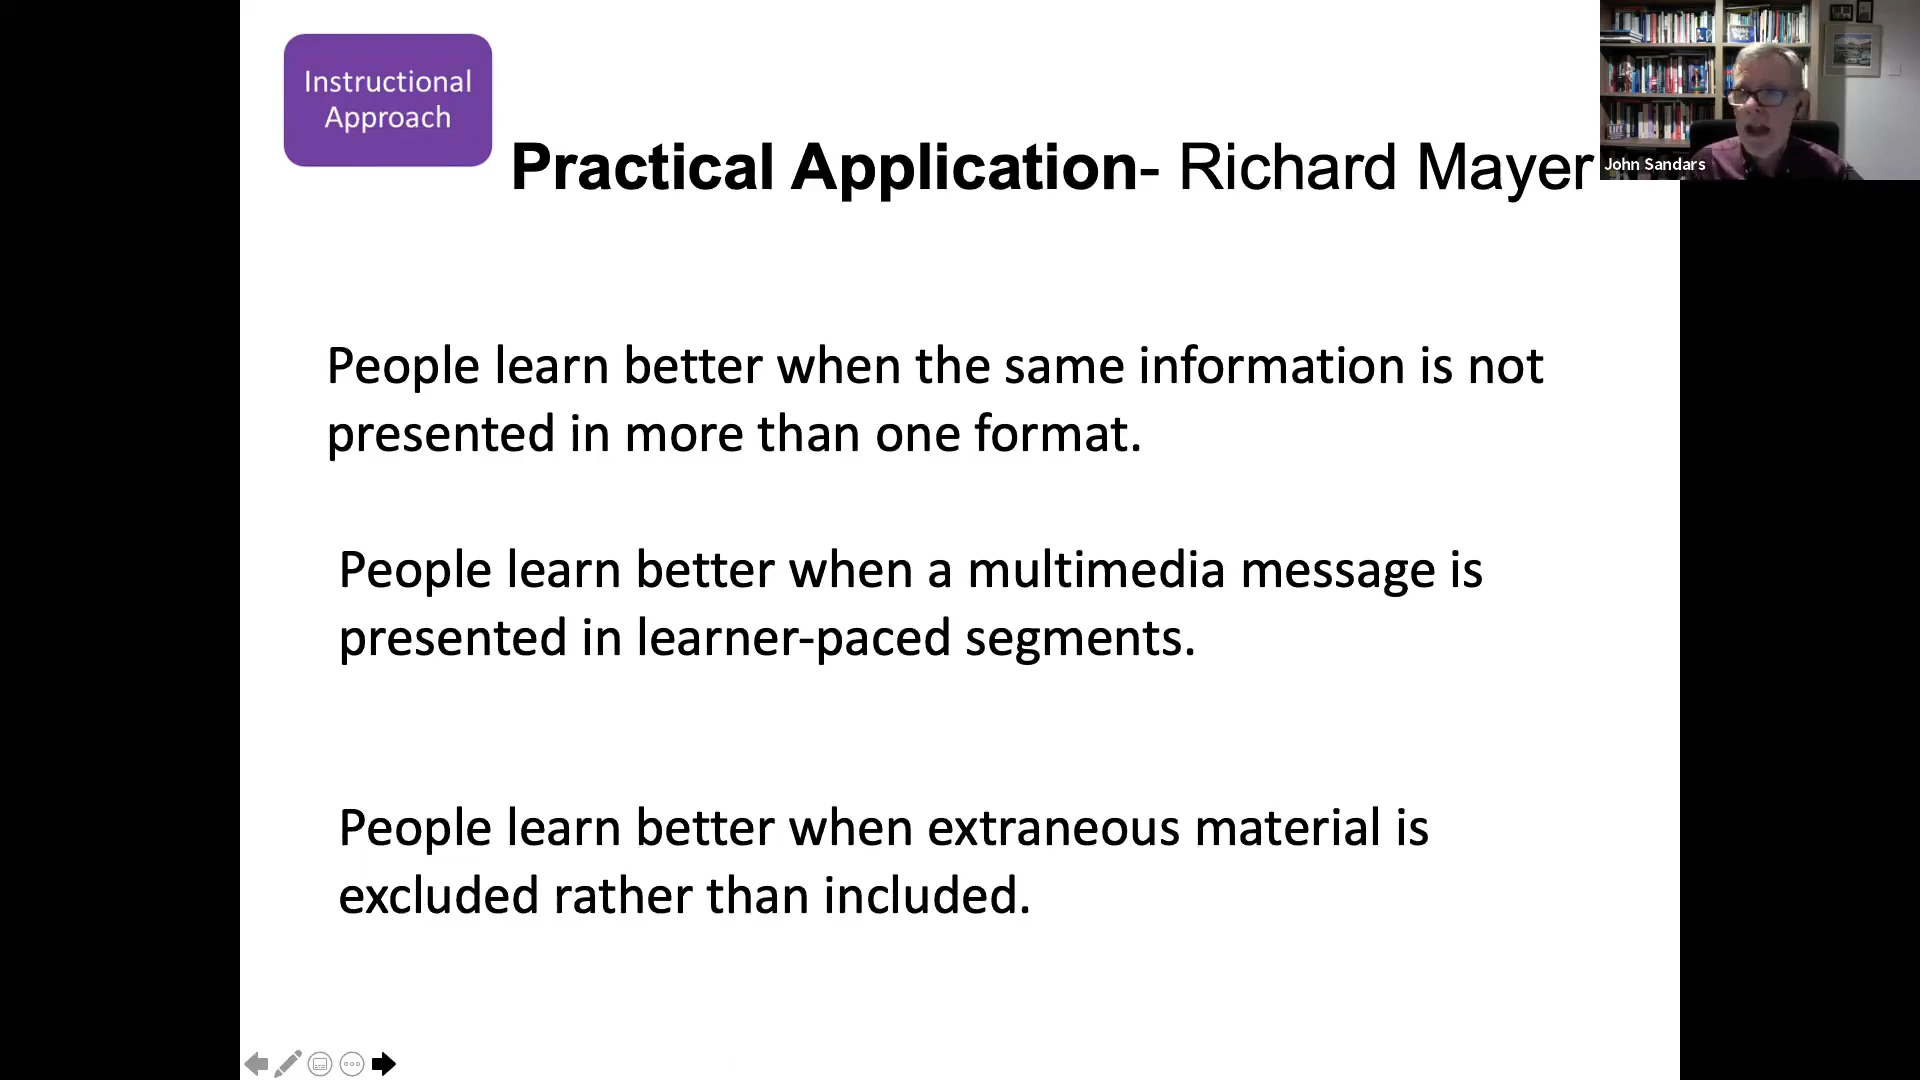 Instructional
Approach
Practical Application- Richard Mayer
John Sandars
People learn better when the same information is not
presented in more than one format.
People learn better when a multimedia message is
presented in learner-paced segments.
People learn better when extraneous material is
excluded rather than included.